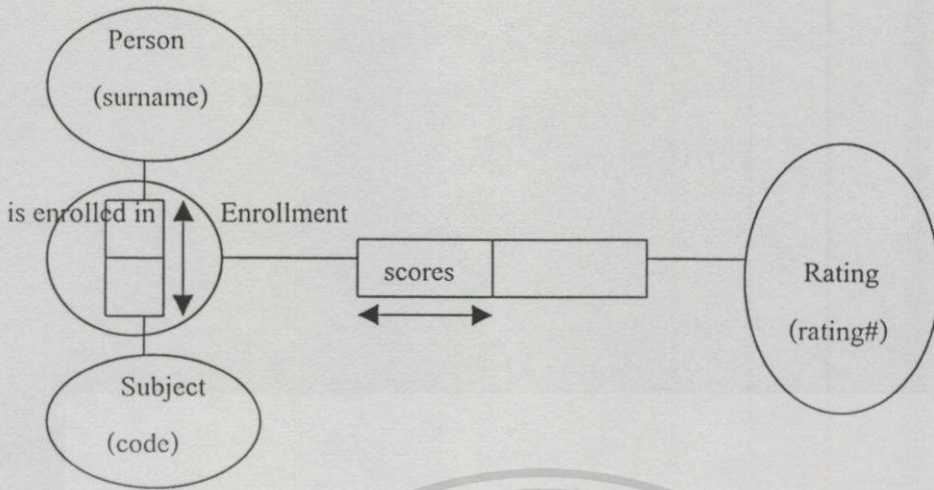 Person
(surname)
is enrolled in
Enrollment
scores
Rating
(rating#)
Subject
(code)